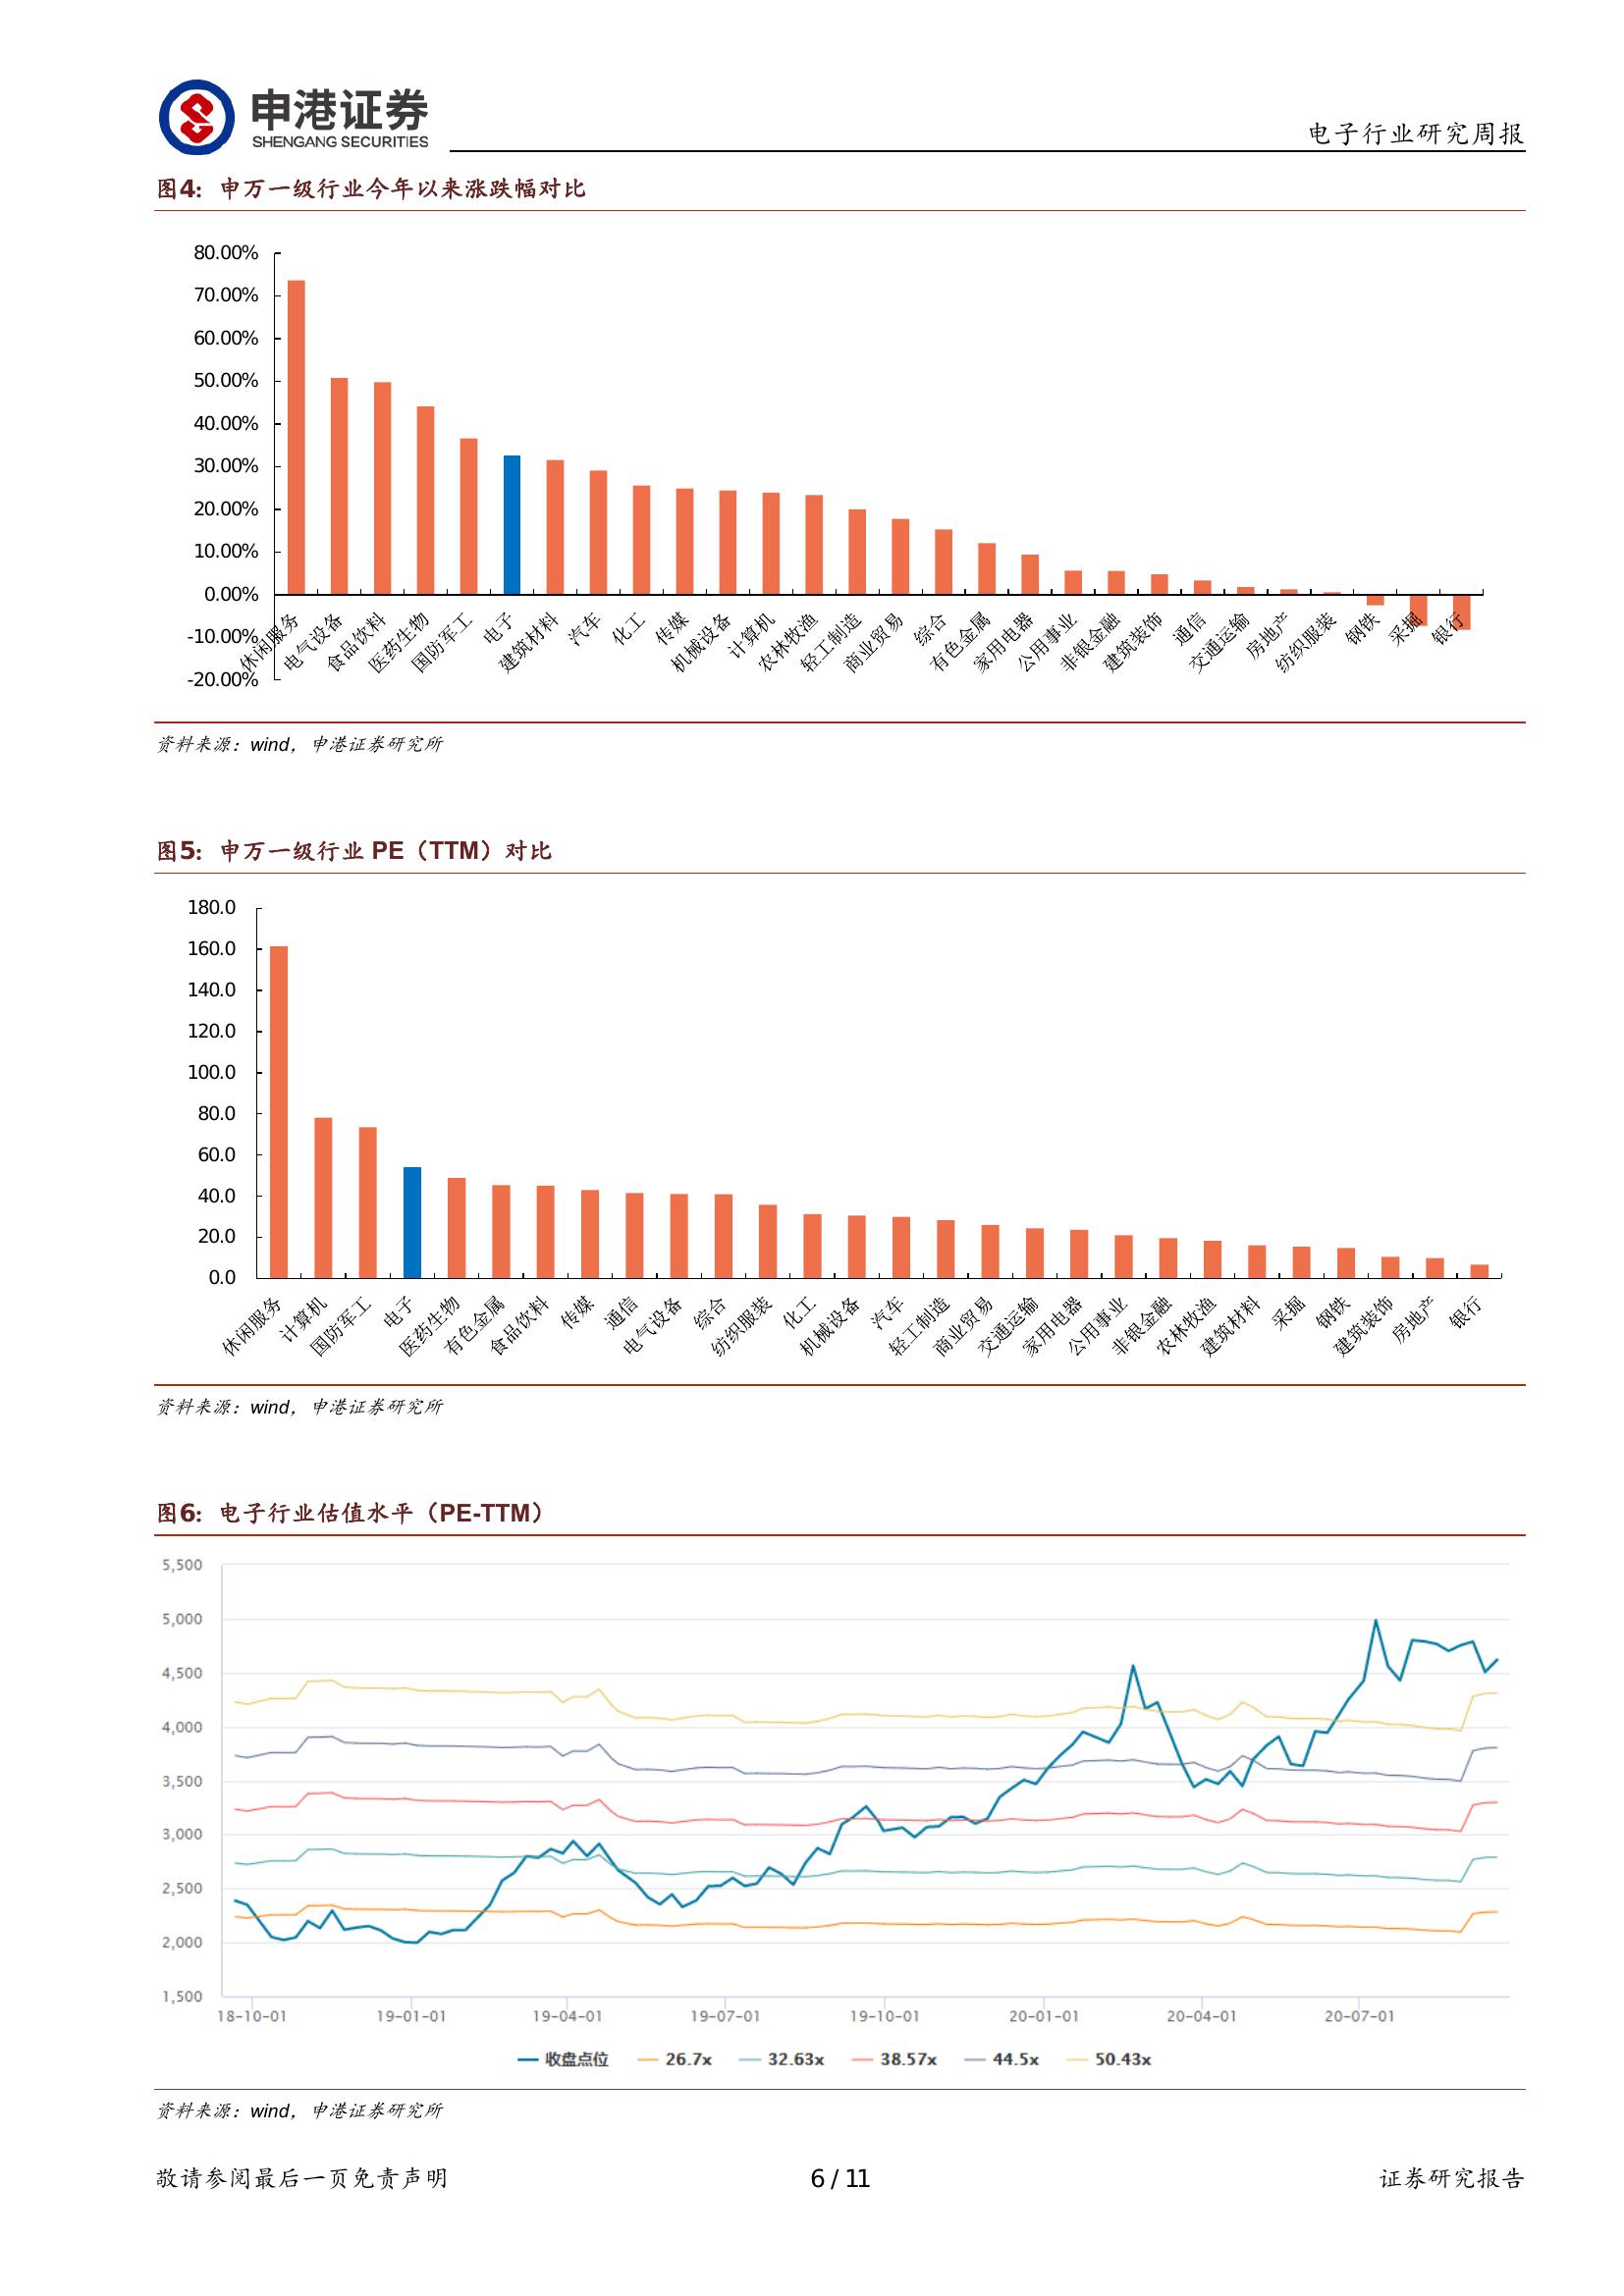 申港证券
SHENGANG SECURITIES
电子行业研究周报
图4：申万一级行业今年以来涨跌幅对比
80.00%
70.00%
60.00%
50.00%
40.00%
30.00%
20.00%
10.00%
0.00%
-10.00%
-20.00%
休闲服务 电气设备 食品饮料 医药生物 国防军工 电子 建筑材料 汽车 化工 传媒 机械设备 计算机 农林牧渔 轻工制造 商业贸易 综合 有色金属 家用电器 公用事业 非银金融 建筑装饰 通信 交通运输 房地产 纺织服装 钢铁 采掘 银行
资料来源：wind，申港证券研究所
图5：申万一级行业 PE（TTM）对比
180.0
160.0
140.0
120.0
100.0
80.0
60.0
40.0
20.0
0.0
休闲服务 计算机 国防军工 电子 医药生物 有色金属 食品饮料 传媒 通信 电气设备 综合 纺织服装 化工 机械设备 汽车 轻工制造 商业贸易 交通运输 家用电器 公用事业 非银金融 农林牧渔 建筑材料 采掘 钢铁 建筑装饰 房地产 银行
资料来源：wind，申港证券研究所
图6：电子行业估值水平（PE-TTM）
5,500
5,000
4,500
4,000
3,500
3,000
2,500
2,000
1,500
18-10-01 19-01-01 19-04-01 19-07-01 19-10-01 20-01-01 20-04-01 20-07-01
收盘点位 26.7x 32.63x 38.57x 44.5x 50.43x
资料来源：wind，申港证券研究所
敬请参阅最后一页免责声明 6 / 11 证券研究报告